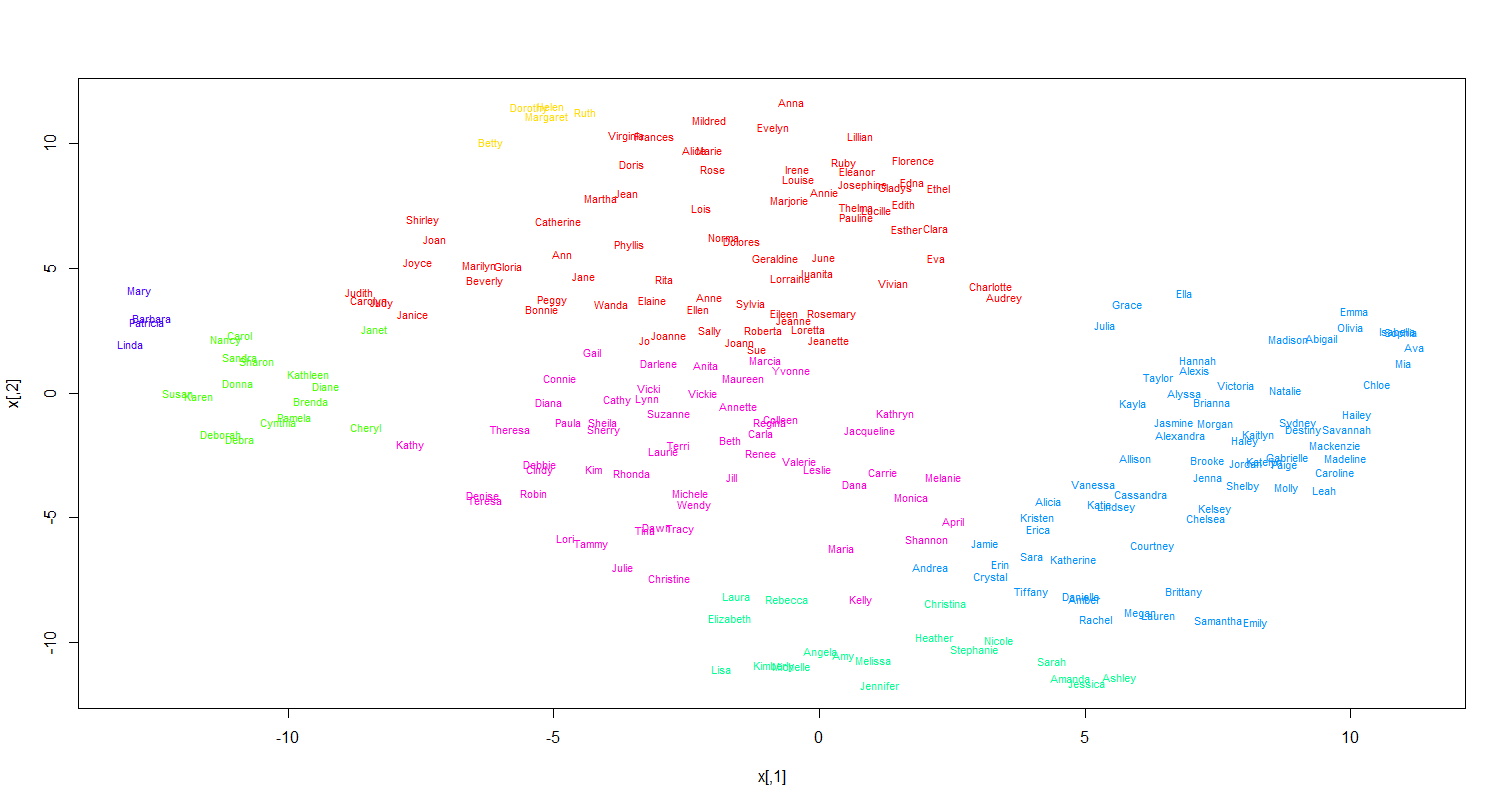 x[,2]
10
5
0
-5
-10
Anna
Helen
Dorothy
Ruth
Margaret
Mildred
Evelyn
Virginia
Frances
Lillian
Betty
Alice
Marie
Doris
Ruby
Florence
Rose
Irene
Eleanor
Louise
Josephine
Edna
Gladys
Ethel
Jean
Annie
Martha
Marjorie
Lois
Thelma
Lucille
Edith
Shirley
Catherine
Pauline
Joan
Norma
Dolores
Esther
Clara
Phyllis
Ann
Geraldine
June
Eva
Joyce
Marilyn
Gloria
Juanita
Beverly
Jane
Rita
Lorraine
Vivian
Charlotte
Mary
Judith
Carolyn
Judy
Peggy
Elaine
Anne
Audrey
Ella
Wanda
Sylvia
Grace
Janice
Bonnie
Ellen
Eileen
Rosemary
Emma
Barbara
Patricia
Jeanne
Julia
Olivia
Janet
Sally
Roberta
Loretta
Isabella
Sophia
Linda
Carol
Nancy
Joanne
Jo
Joann
Jeanette
Madison
Abigail
Ava
Sandra
Sharon
Gail
Sue
Darlene
Anita
Marcia
Yvonne
Hannah
Alexis
Mia
Kathleen
Connie
Maureen
Taylor
Victoria
Chloe
Donna
Diane
Susan
Karen
Vicki
Lynn
Vickie
Alyssa
Natalie
Brenda
Diana
Cathy
Annette
Kayla
Brianna
Pamela
Cynthia
Suzanne
Colleen
Kathryn
Hailey
Cheryl
Theresa
Paula
Sheila
Sherry
Regina
Carla
Jacqueline
Jasmine
Morgan
Sydney
Destiny
Savannah
Deborah
Debra
Kathy
Terri
Laurie
Beth
Renee
Alexandra
Haley
Kaitlyn
Mackenzie
Debbie
Cindy
Kim
Rhonda
Jill
Valerie
Leslie
Carrie
Melanie
Allison
Brooke
Jordan
Katelyn
Gabrielle
Paige
Madeline
Caroline
Denise
Teresa
Robin
Michele
Wendy
Dana
Monica
Vanessa
Jenna
Shelby
Molly
Leah
Alicia
Katie
Cassandra
Lindsey
Kelsey
Chelsea
Lori
Tammy
Tina
Dawn
Tracy
April
Kristen
Erica
Shannon
Maria
Jamie
Courtney
Julie
Christine
Andrea
Sara
Erin
Katherine
Crystal
Laura
Rebecca
Kelly
Christina
Tiffany
Danielle
Amber
Brittany
Elizabeth
Rachel
Megan
Lauren
Samantha
Emily
Heather
Nicole
Stephanie
Angela
Amy
Melissa
Lisa
Kimberly
Michelle
Sarah
Jennifer
Amanda
Jessica
Ashley
-10
-5
0
5
10
x[,1]